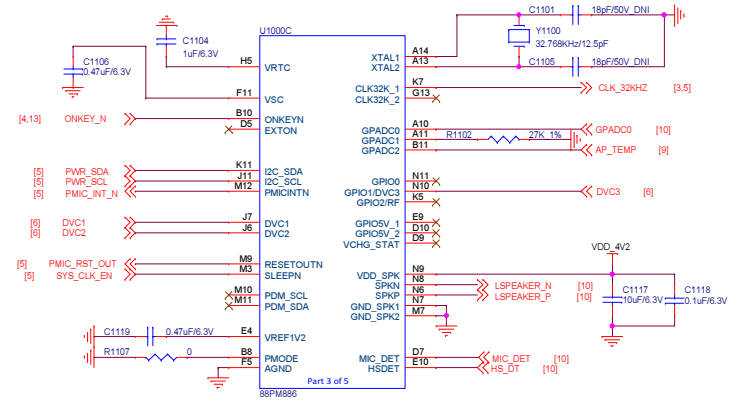 C1101 18pF/50V_DNI
U1000C
C1104
1uF/6.3V
Y1100
32.768KHz/12.5pF
C1106
0.47uF/6.3V
H5 VRTC
XTAL1 A14
XTAL2 A13
C1105 18pF/50V_DNI
F11 VSC
CLK32K_1 K7 CLK_32KHZ [3,5]
CLK32K_2 G13
[4,13] ONKEY_N B10 ONKEYN
D5 EXTON
GPADC0 A10 GPADC0 [10]
GPADC1 A11 R1102 27K_1%
GPADC2 B11 AP_TEMP [9]
[5] PWR_SDA K11 I2C_SDA
[5] PWR_SCL J11 I2C_SCL
[5] PMIC_INT_N M12 PMICINTN
GPIO0 N11
GPIO1/DVC3 N10 DVC3 [6]
GPIO2/RF K5
[6] DVC1 J7 DVC1
[6] DVC2 J6 DVC2
GPIO5V_1 E9
GPIO5V_2 D10
VCHG_STAT D9
VDD_4V2
[5] PMIC_RST_OUT M9 RESETOUTN
[5] SYS_CLK_EN M3 SLEEPN
VDD_SPK N9
SPKN N8 LSPEAKER_N [10]
SPKP N6 LSPEAKER_P [10]
GND_SPK1 N7
GND_SPK2 M7
C1117
10uF/6.3V
C1118
0.1uF/6.3V
M10 PDM_SCL
M11 PDM_SDA
C1119 0.47uF/6.3V E4 VREF1V2
R1107 0 B8 PMODE
F5 AGND
MIC_DET D7 MIC_DET [10]
HSDET E10 HS_DT [10]
Part 3 of 5
88PM886